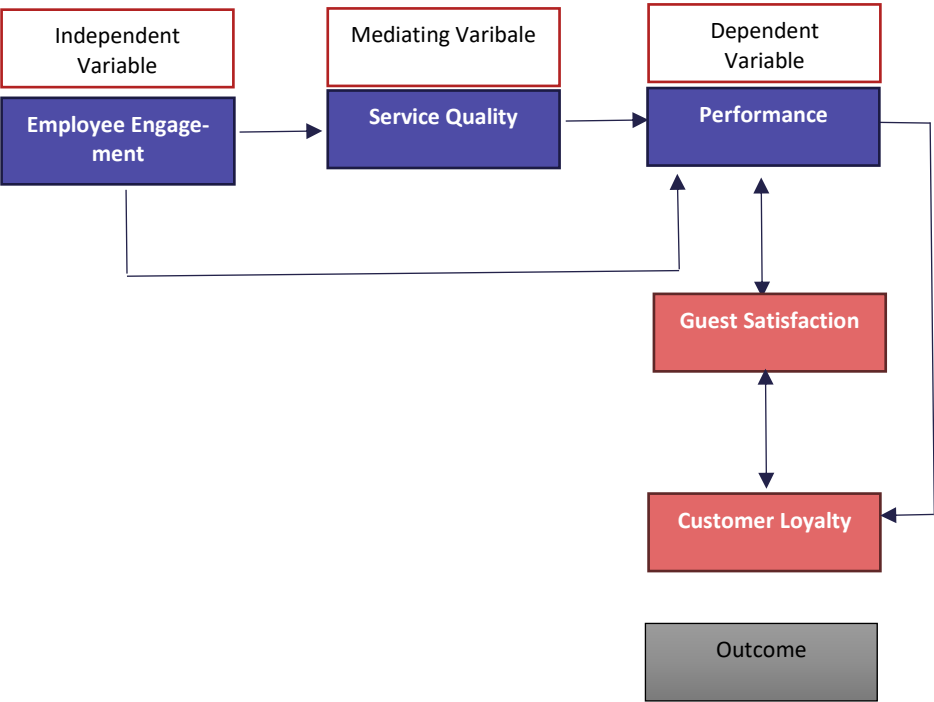 Independent
Variable
Mediating Varibale
Dependent
Variable
Employee Engage-
ment
Service Quality
Performance
Guest Satisfaction
Customer Loyalty
Outcome